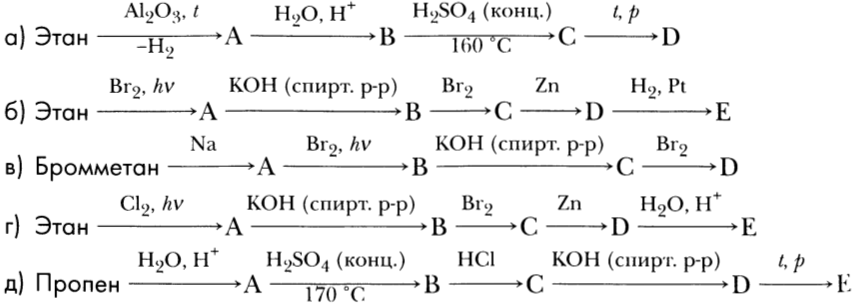 Al₂O₃, t H₂O, H⁺ H₂SO₄ (конц.) t, p
а) Этан A B C D
–H₂ 160 °C
Br₂, hν KOH (спирт. р-р) Br₂ Zn H₂, Pt
б) Этан A B C D E
Na Br₂, hν KOH (спирт. р-р) Br₂
в) Бромметан A B C D
Cl₂, hν KOH (спирт. р-р) Br₂ Zn H₂O, H⁺
г) Этан A B C D E
H₂O, H⁺ H₂SO₄ (конц.) HCl KOH (спирт. р-р) t, p
д) Пропен A B C D E
170 °C